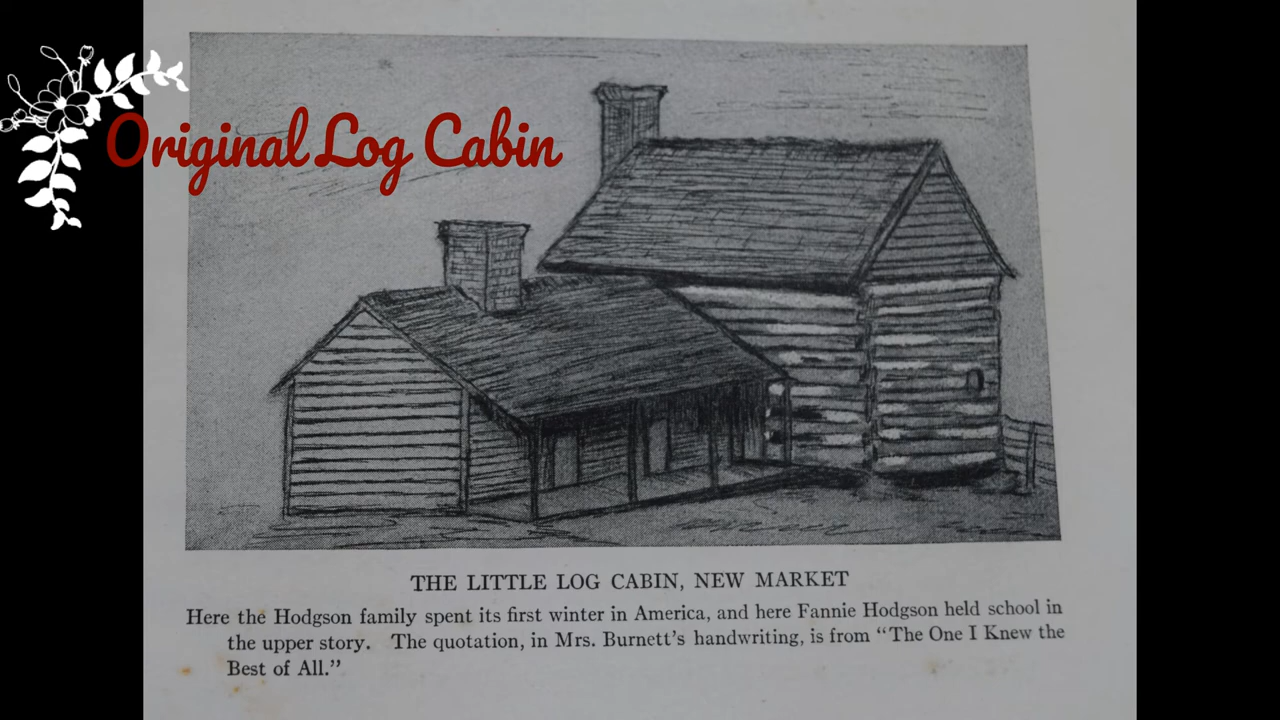 Original Log Cabin
THE LITTLE LOG CABIN, NEW MARKET
Here the Hodgson family spent its first winter in America, and here Fannie Hodgson held school in
the upper story. The quotation, in Mrs. Burnett's handwriting, is from “The One I Knew the
Best of All.”